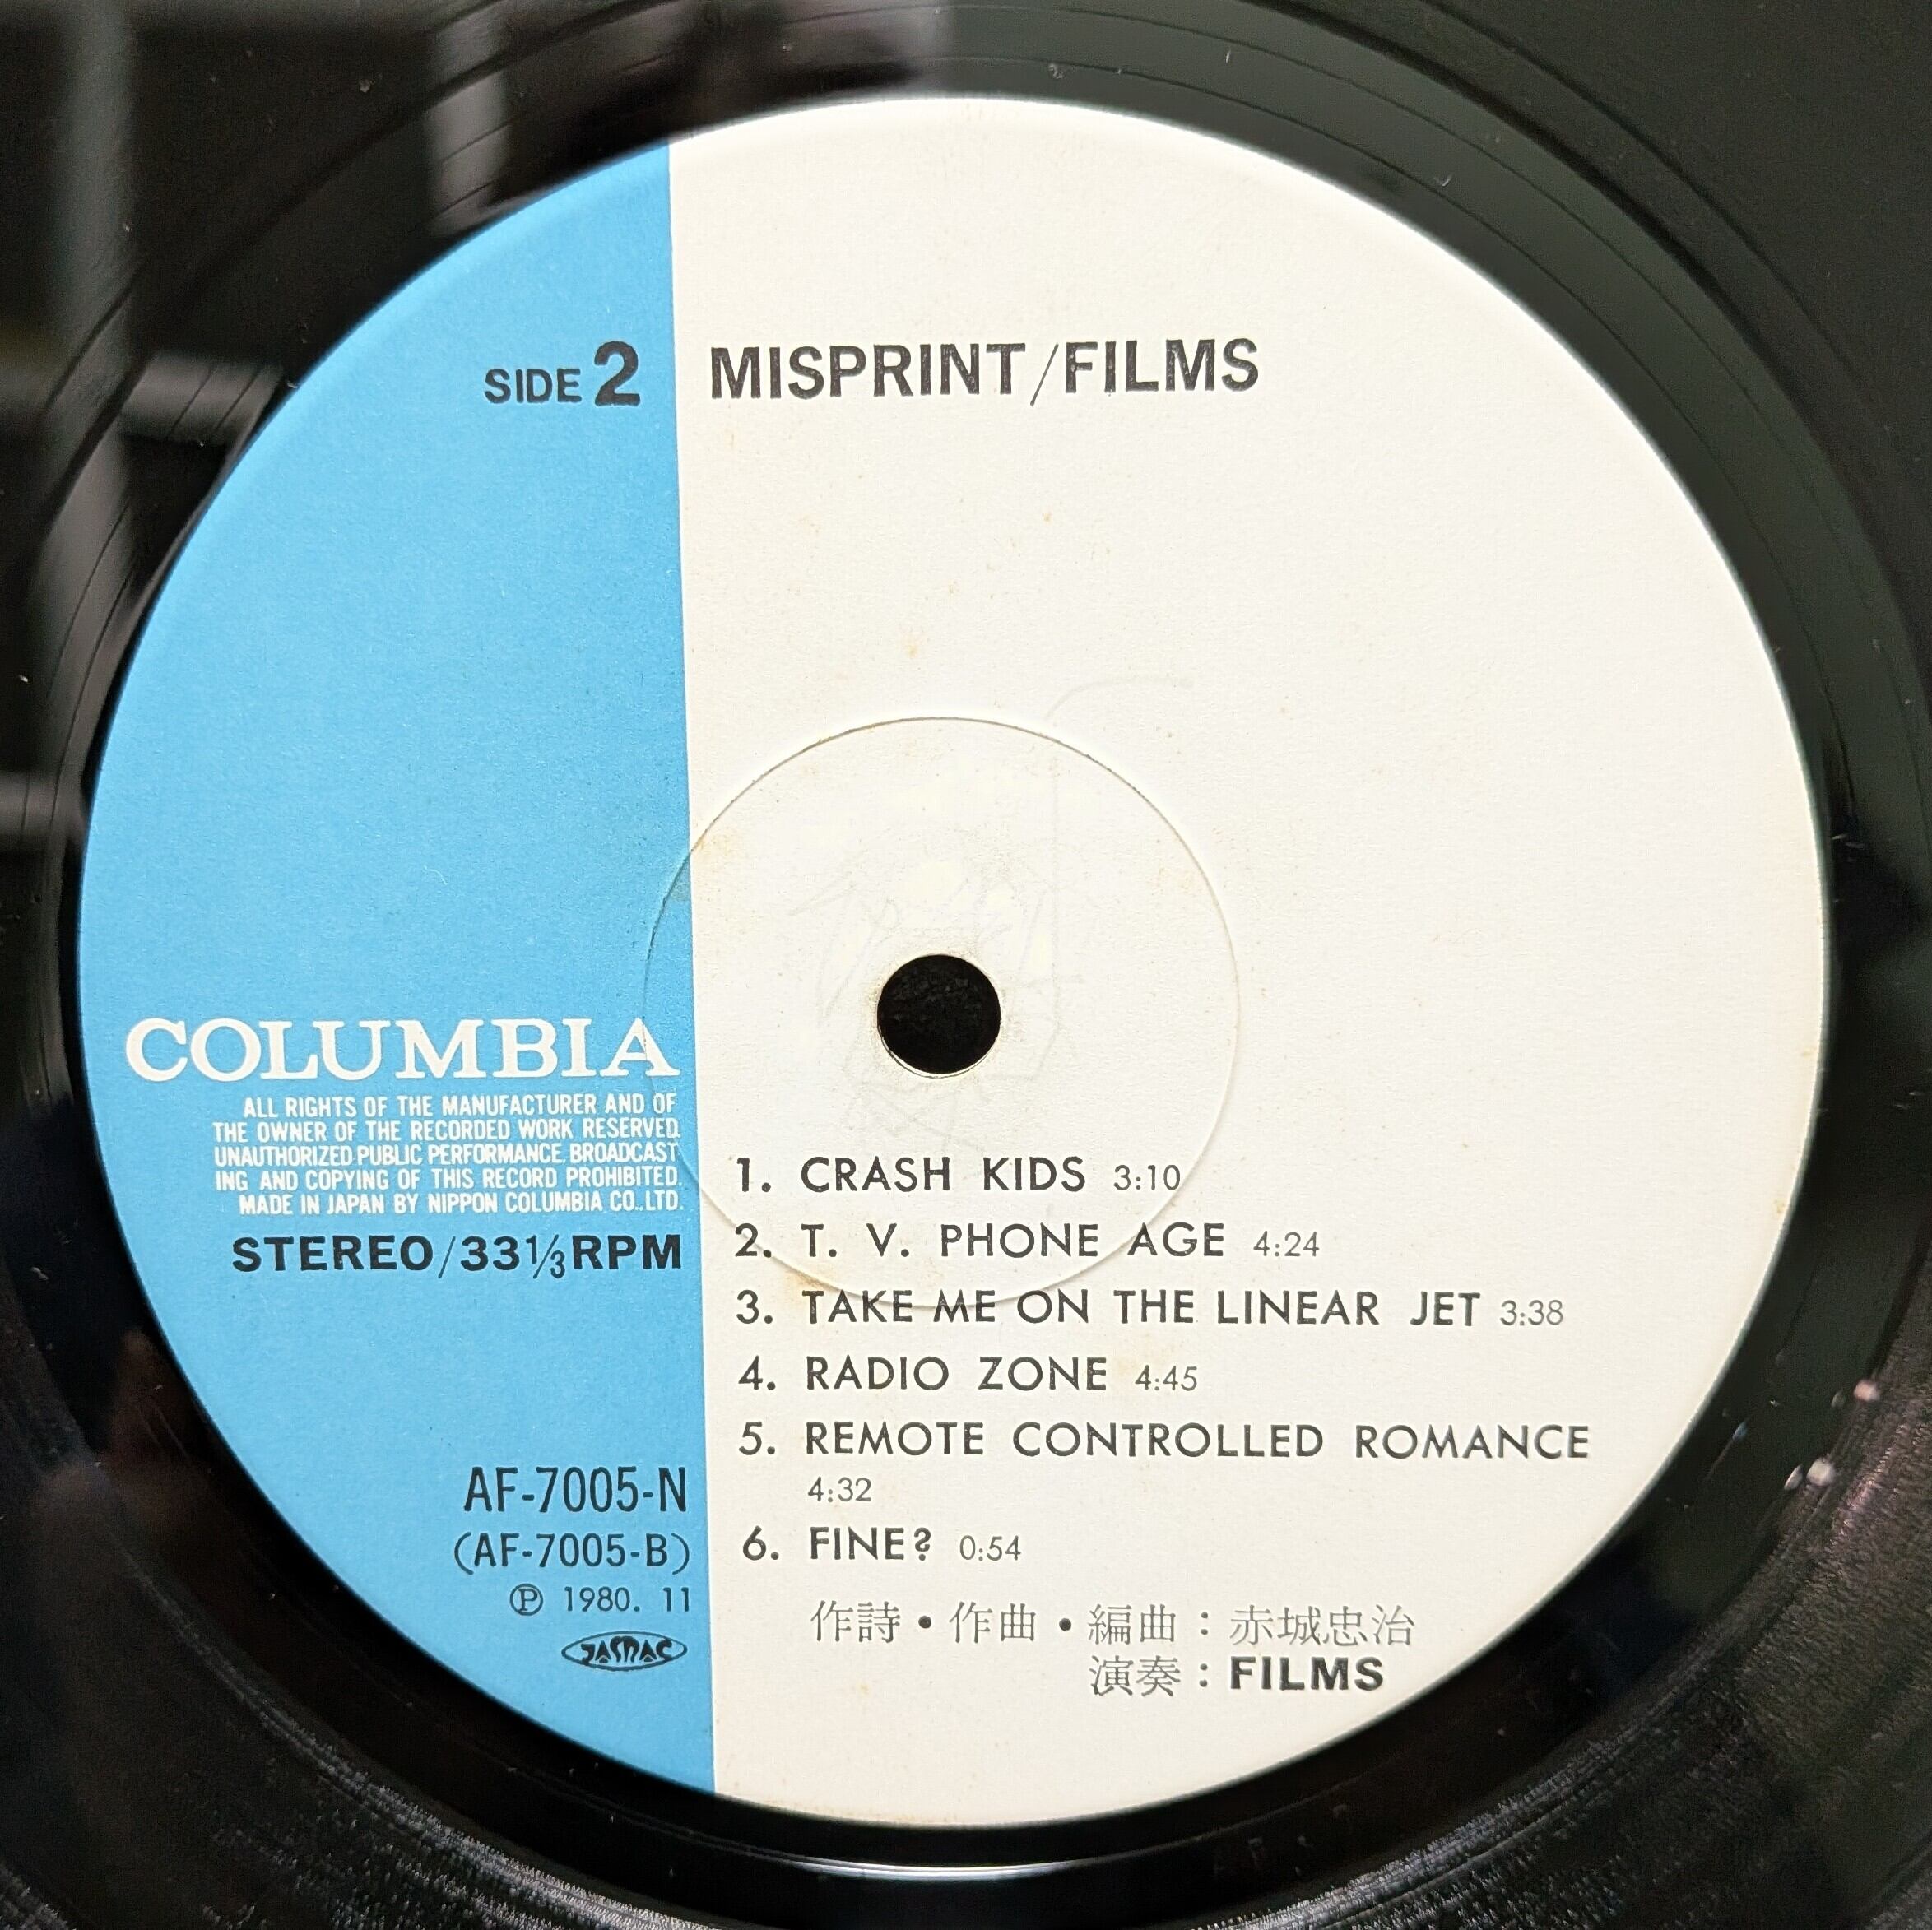 SIDE 2
MISPRINT/FILMS
COLUMBIA
ALL RIGHTS OF THE MANUFACTURER AND OF
THE OWNER OF THE RECORDED WORK RESERVED.
UNAUTHORIZED PUBLIC PERFORMANCE. BROADCAST
ING AND COPYING OF THIS RECORD PROHIBITED.
MADE IN JAPAN BY NIPPON COLUMBIA CO.,LTD.
STEREO/33⅓RPM
AF-7005-N
(AF-7005-B)
Ⓟ 1980. 11
JASRAC
1. CRASH KIDS 3:10
2. T. V. PHONE AGE 4:24
3. TAKE ME ON THE LINEAR JET 3:38
4. RADIO ZONE 4:45
5. REMOTE CONTROLLED ROMANCE
4:32
6. FINE? 0:54
作詩・作曲・編曲：赤城忠治
演奏：FILMS